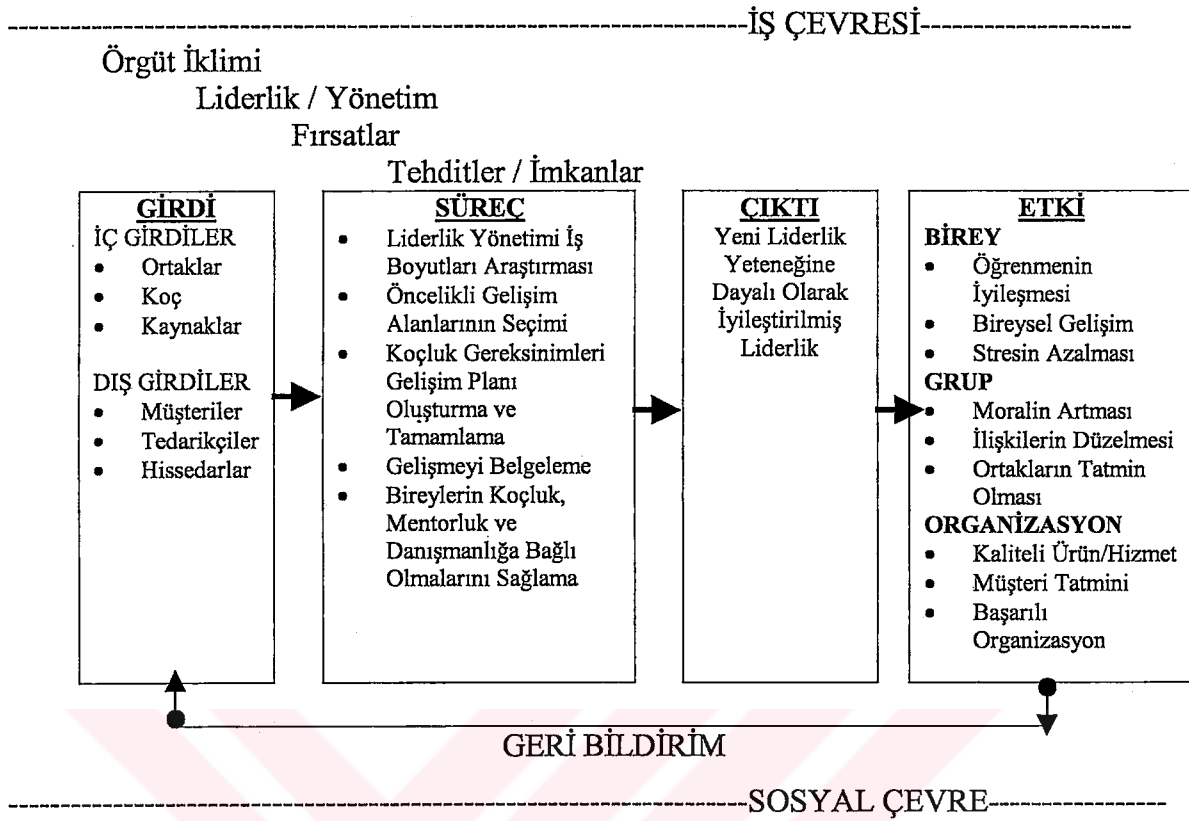 İŞ ÇEVRESİ
Örgüt İklimi
Liderlik / Yönetim
Fırsatlar
Tehditler / İmkanlar
GİRDİ
İÇ GİRDİLER
• Ortaklar
• Koç
• Kaynaklar
DIŞ GİRDİLER
• Müşteriler
• Tedarikçiler
• Hissedarlar
SÜREÇ
• Liderlik Yönetimi İş
Boyutları Araştırması
• Öncelikli Gelişim
Alanlarının Seçimi
• Koçluk Gereksinimleri
Gelişim Planı
Oluşturma ve
Tamamlama
• Gelişmeyi Belgeleme
• Bireylerin Koçluk,
Mentorluk ve
Danışmanlığa Bağlı
Olmalarını Sağlama
ÇIKTI
Yeni Liderlik
Yeteneğine
Dayalı Olarak
İyileştirilmiş
Liderlik
ETKİ
BİREY
• Öğrenmenin
İyileşmesi
• Bireysel Gelişim
• Stresin Azalması
GRUP
• Moralin Artması
• İlişkilerin Düzelmesi
• Ortakların Tatmin
Olması
ORGANİZASYON
• Kaliteli Ürün/Hizmet
• Müşteri Tatmini
• Başarılı
Organizasyon
GERİ BİLDİRİM
SOSYAL ÇEVRE